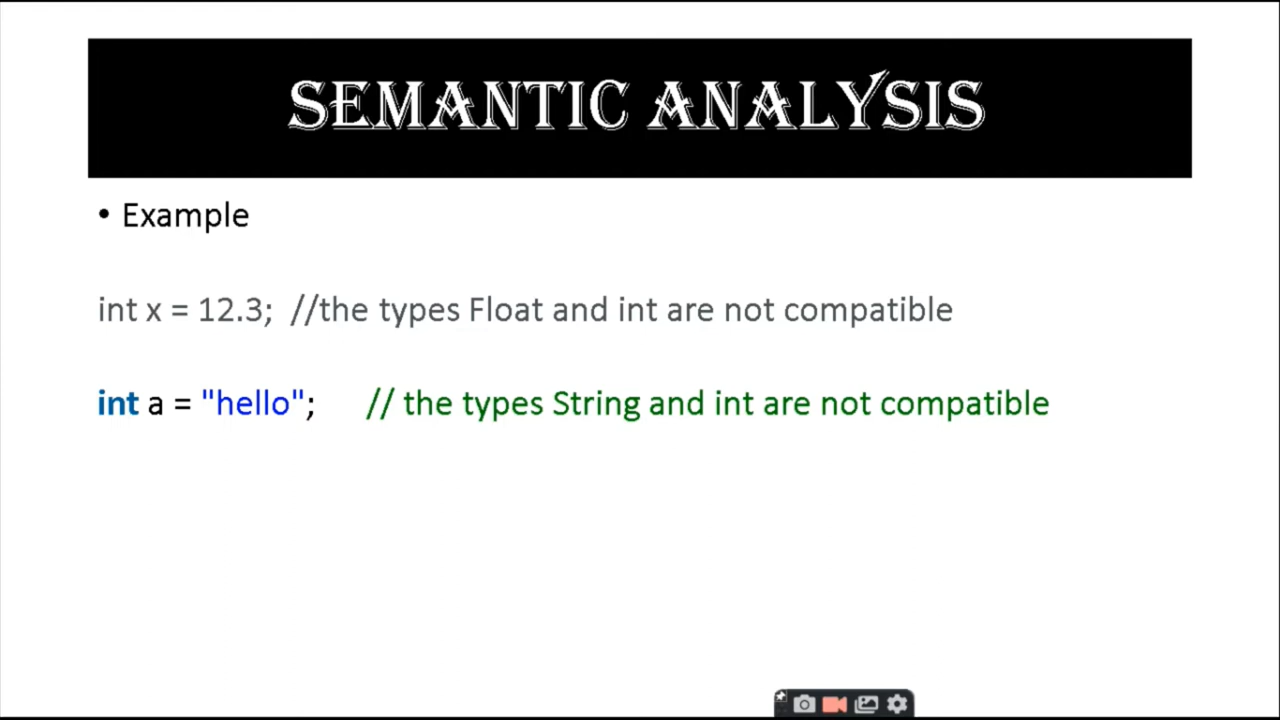 SEMANTIC ANALYSIS
• Example
int x = 12.3; //the types Float and int are not compatible
int a = "hello"; // the types String and int are not compatible